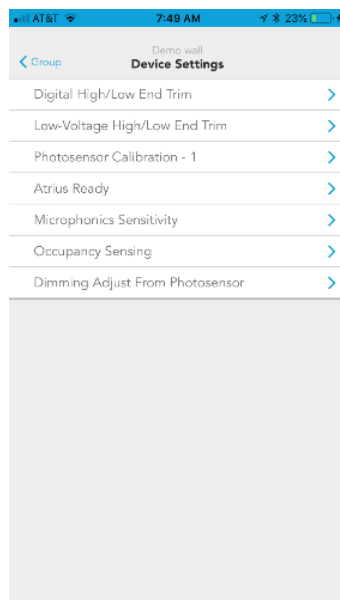 AT&T 7:49 AM 23%
Demo wall
Group Device Settings
Digital High/Low End Trim
Low-Voltage High/Low End Trim
Photosensor Calibration - 1
Atrius Ready
Microphonics Sensitivity
Occupancy Sensing
Dimming Adjust From Photosensor